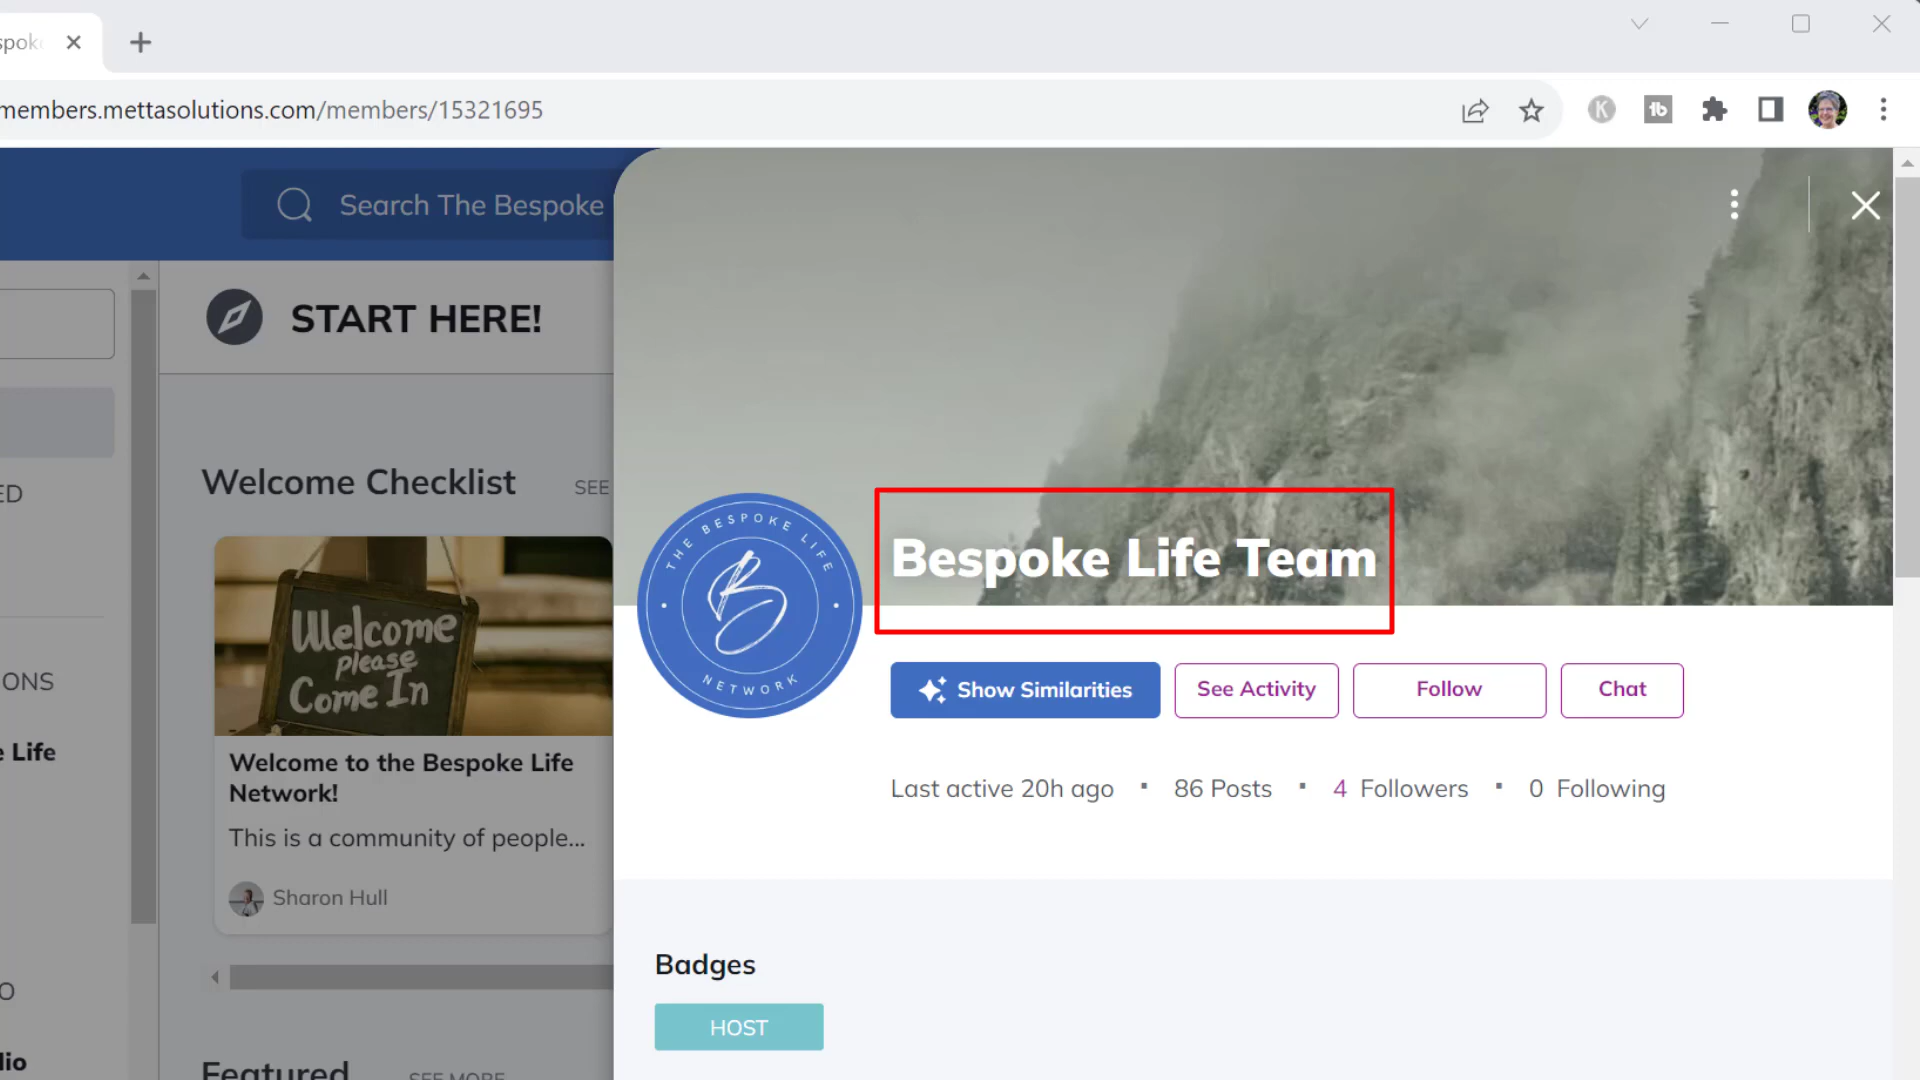 members.mettasolutions.com/members/15321695
Search The Bespoke
START HERE!
Welcome Checklist
SEE
Welcome
please
Come In
Welcome to the Bespoke Life
Network!
This is a community of people...
Sharon Hull
Featured
SEE MORE
ED
ONS
e Life
O
lio
THE BESPOKE LIFE
B
NETWORK
Bespoke Life Team
Show Similarities
See Activity
Follow
Chat
Last active 20h ago · 86 Posts · 4 Followers · 0 Following
Badges
HOST
K
tb